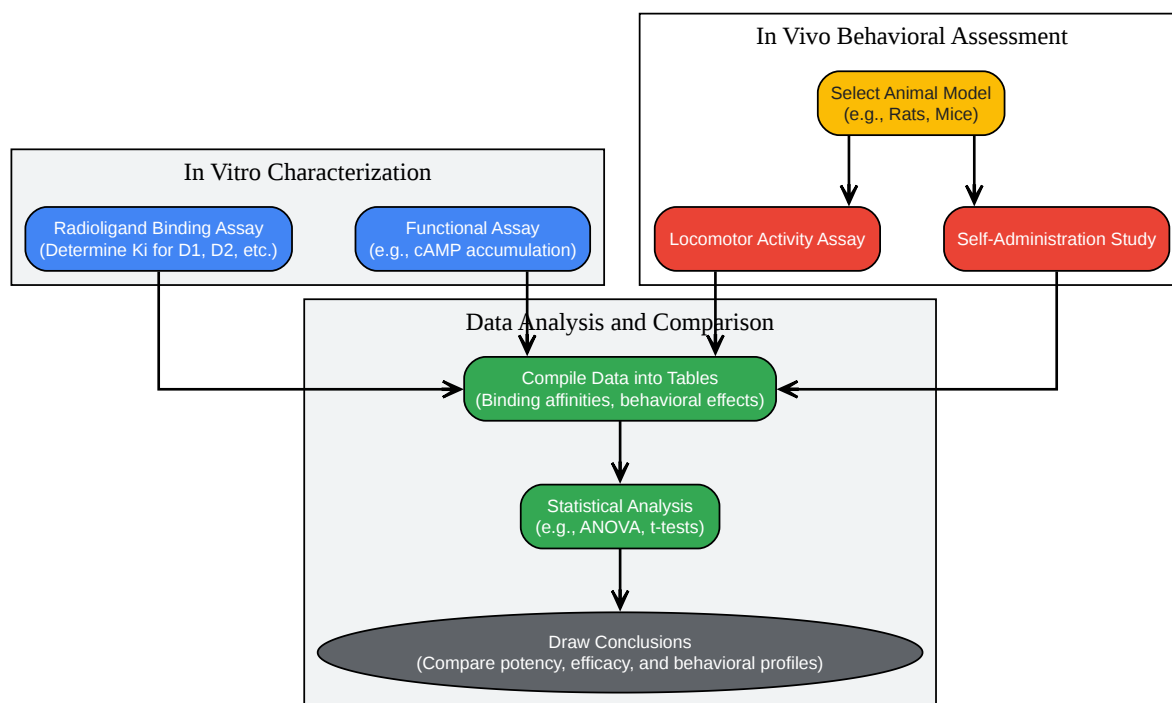 In Vivo Behavioral Assessment
Select Animal Model
(e.g., Rats, Mice)
In Vitro Characterization
Radioligand Binding Assay
(Determine Ki for D1, D2, etc.)
Functional Assay
(e.g., cAMP accumulation)
Locomotor Activity Assay
Self-Administration Study
Data Analysis and Comparison
Compile Data into Tables
(Binding affinities, behavioral effects)
Statistical Analysis
(e.g., ANOVA, t-tests)
Draw Conclusions
(Compare potency, efficacy, and behavioral profiles)